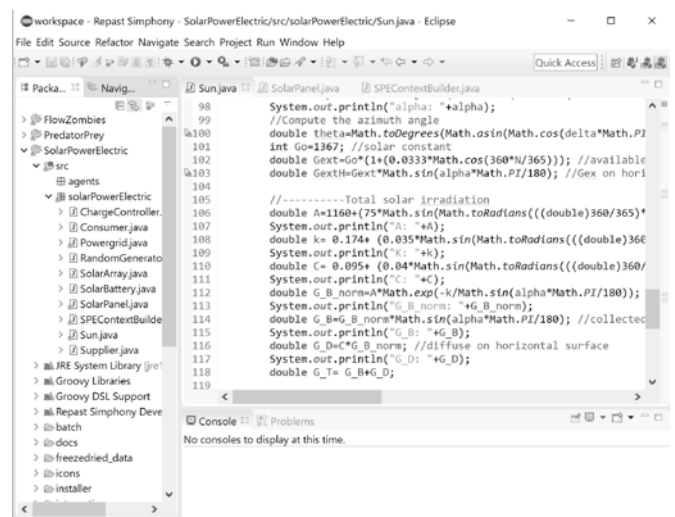 workspace - Repast Simphony - SolarPowerElectric/src/solarPowerElectric/Sun.java - Eclipse
File Edit Source Refactor Navigate Search Project Run Window Help
Quick Access
Packa... Navig...
FlowZombies
PredatorPrey
SolarPowerElectric
src
agents
solarPowerElectric
ChargeController.
Consumer.java
Powergrid.java
RandomGenerato
SolarArray.java
SolarBattery.java
SolarPanel.java
SPEContextBuilde
Sun.java
Supplier.java
JRE System Library [jre1
Groovy Libraries
Groovy DSL Support
Repast Simphony Deve
batch
docs
freezedried_data
icons
installer
Sun.java SolarPanel.java SPEContextBuilder.java
98 System.out.println("alpha: "+alpha);
99 //Compute the azimuth angle
100 double theta=Math.toDegrees(Math.asin(Math.cos(delta*Math.PI
101 int Go=1367; //solar constant
102 double Gext=Go*(1+(0.0333*Math.cos(360*N/365))); //available
103 double GextH=Gext*Math.sin(alpha*Math.PI/180); //Gex on hori
104
105 //----------Total solar irradiation
106 double A=1160+(75*Math.sin(Math.toRadians(((double)360/365)*
107 System.out.println("A: "+A);
108 double k= 0.174+ (0.035*Math.sin(Math.toRadians(((double)360
109 System.out.println("K: "+k);
110 double C= 0.095+ (0.04*Math.sin(Math.toRadians(((double)360/
111 System.out.println("C: "+C);
112 double G_B_norm=A*Math.exp(-k/Math.sin(alpha*Math.PI/180));
113 System.out.println("G_B_norm: "+G_B_norm);
114 double G_B=G_B_norm*Math.sin(alpha*Math.PI/180); //collected
115 System.out.println("G_B: "+G_B);
116 double G_D=C*G_B_norm; //diffuse on horizontal surface
117 System.out.println("G_D: "+G_D);
118 double G_T= G_B+G_D;
119
Console Problems
No consoles to display at this time.